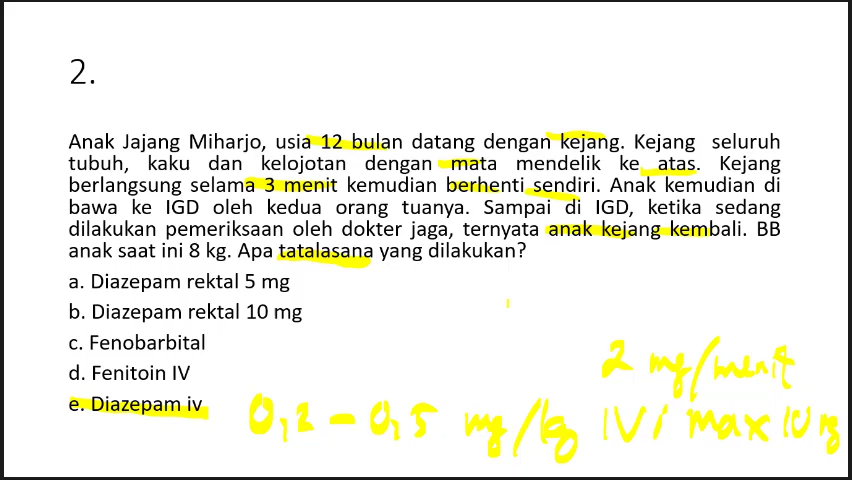 2.
Anak Jajang Miharjo, usia 12 bulan datang dengan kejang. Kejang seluruh
tubuh, kaku dan kelojotan dengan mata mendelik ke atas. Kejang
berlangsung selama 3 menit kemudian berhenti sendiri. Anak kemudian di
bawa ke IGD oleh kedua orang tuanya. Sampai di IGD, ketika sedang
dilakukan pemeriksaan oleh dokter jaga, ternyata anak kejang kembali. BB
anak saat ini 8 kg. Apa tatalasana yang dilakukan?
a. Diazepam rektal 5 mg
b. Diazepam rektal 10 mg
c. Fenobarbital
d. Fenitoin IV
2 mg/menit
e. Diazepam iv 0,2 - 0,5 mg/kg IV; max 10 mg